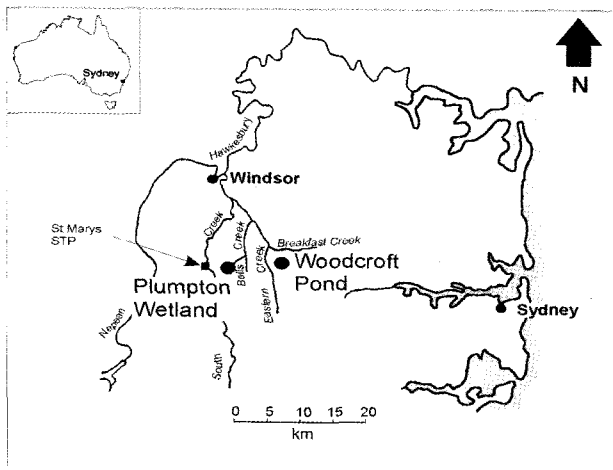 Sydney
N
Hawkesbury
Windsor
St Marys
STP
Creek
Creek
Bells
Creek
Eastern
Breakfast Creek
Woodcroft
Pond
Plumpton
Wetland
Nepean
South
Sydney
0 5 10 15 20
km